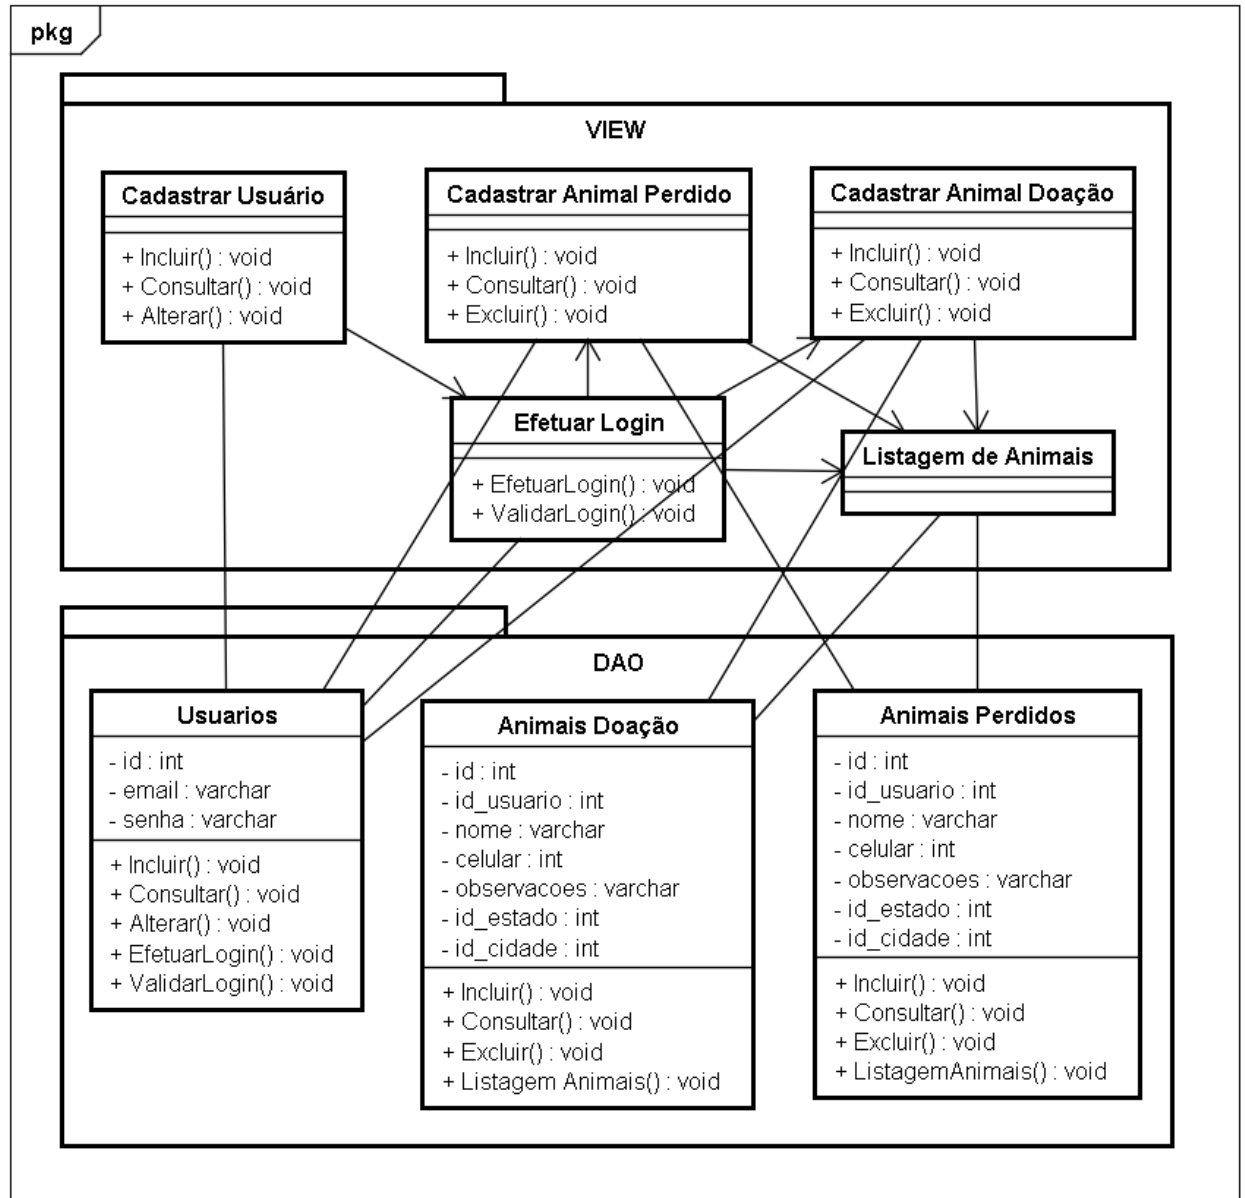 pkg
VIEW
Cadastrar Usuário
+ Incluir() : void
+ Consultar() : void
+ Alterar() : void
Cadastrar Animal Perdido
+ Incluir() : void
+ Consultar() : void
+ Excluir() : void
Cadastrar Animal Doação
+ Incluir() : void
+ Consultar() : void
+ Excluir() : void
Efetuar Login
+ EfetuarLogin() : void
+ ValidarLogin() : void
Listagem de Animais
DAO
Usuarios
- id : int
- email : varchar
- senha : varchar
+ Incluir() : void
+ Consultar() : void
+ Alterar() : void
+ EfetuarLogin() : void
+ ValidarLogin() : void
Animais Doação
- id : int
- id_usuario : int
- nome : varchar
- celular : int
- observacoes : varchar
- id_estado : int
- id_cidade : int
+ Incluir() : void
+ Consultar() : void
+ Excluir() : void
+ Listagem Animais() : void
Animais Perdidos
- id : int
- id_usuario : int
- nome : varchar
- celular : int
- observacoes : varchar
- id_estado : int
- id_cidade : int
+ Incluir() : void
+ Consultar() : void
+ Excluir() : void
+ ListagemAnimais() : void